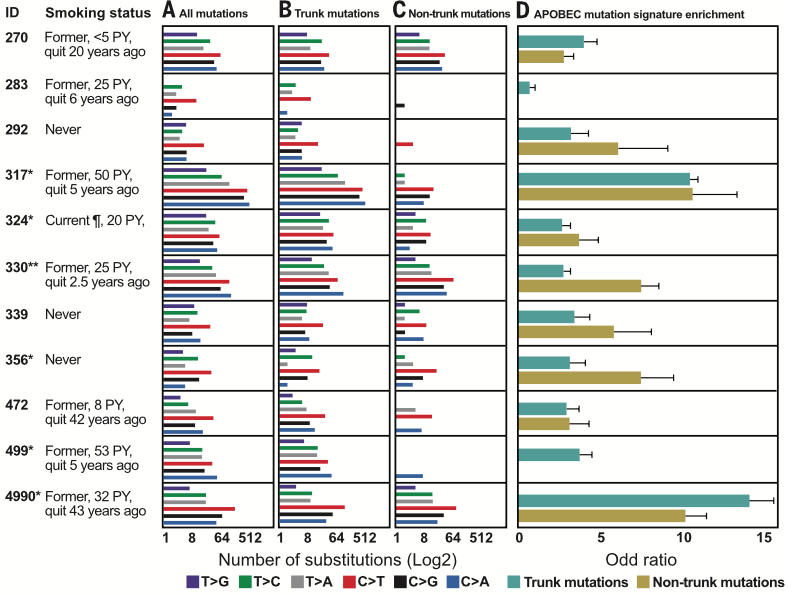 ID Smoking status A All mutations B Trunk mutations C Non-trunk mutations D APOBEC mutation signature enrichment
270 Former, <5 PY,
quit 20 years ago
283 Former, 25 PY,
quit 6 years ago
292 Never
317* Former, 50 PY,
quit 5 years ago
324* Current ¶, 20 PY,
330** Former, 25 PY,
quit 2.5 years ago
339 Never
356* Never
472 Former, 8 PY,
quit 42 years ago
499* Former, 53 PY,
quit 5 years ago
4990* Former, 32 PY,
quit 43 years ago
1 8 64 512 1 8 64 512 1 8 64 512 0 5 10 15
Number of substitutions (Log2) Odd ratio
T>G T>C T>A C>T C>G C>A Trunk mutations Non-trunk mutations